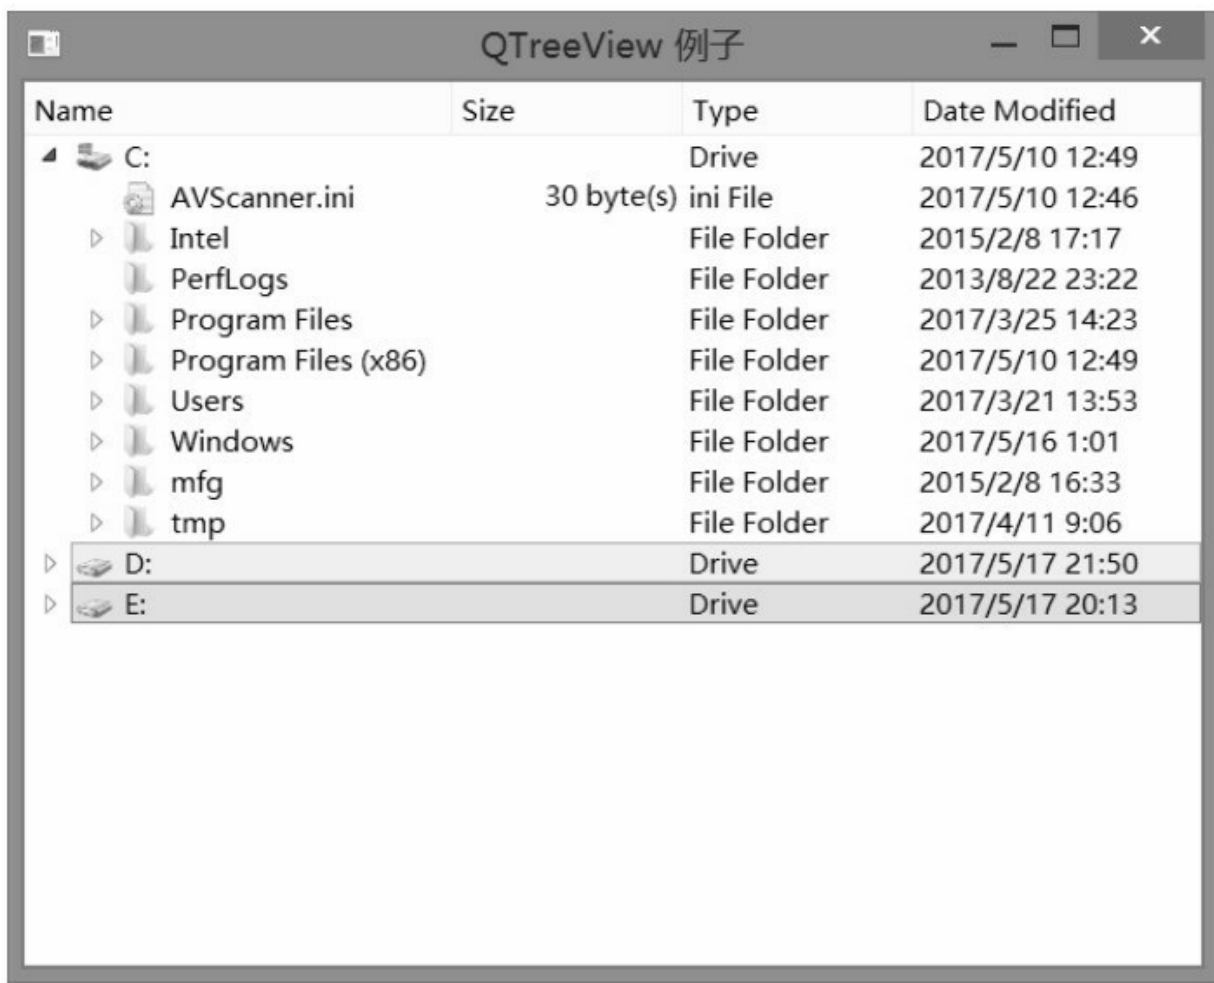 QTreeView 例子
Name Size Type Date Modified
C: Drive 2017/5/10 12:49
AVScanner.ini 30 byte(s) ini File 2017/5/10 12:46
Intel File Folder 2015/2/8 17:17
PerfLogs File Folder 2013/8/22 23:22
Program Files File Folder 2017/3/25 14:23
Program Files (x86) File Folder 2017/5/10 12:49
Users File Folder 2017/3/21 13:53
Windows File Folder 2017/5/16 1:01
mfg File Folder 2015/2/8 16:33
tmp File Folder 2017/4/11 9:06
D: Drive 2017/5/17 21:50
E: Drive 2017/5/17 20:13